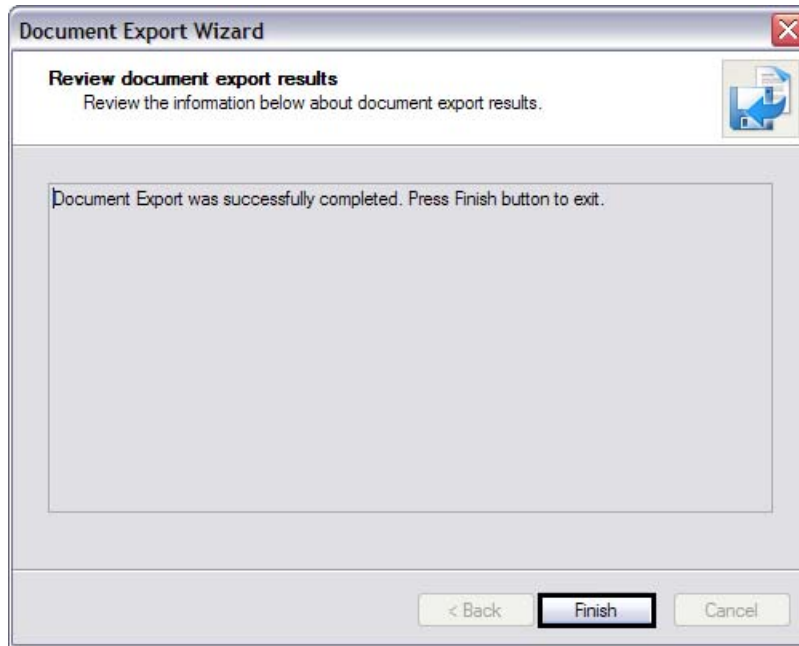 Document Export Wizard
Review document export results
Review the information below about document export results.
Document Export was successfully completed. Press Finish button to exit.
< Back Finish Cancel